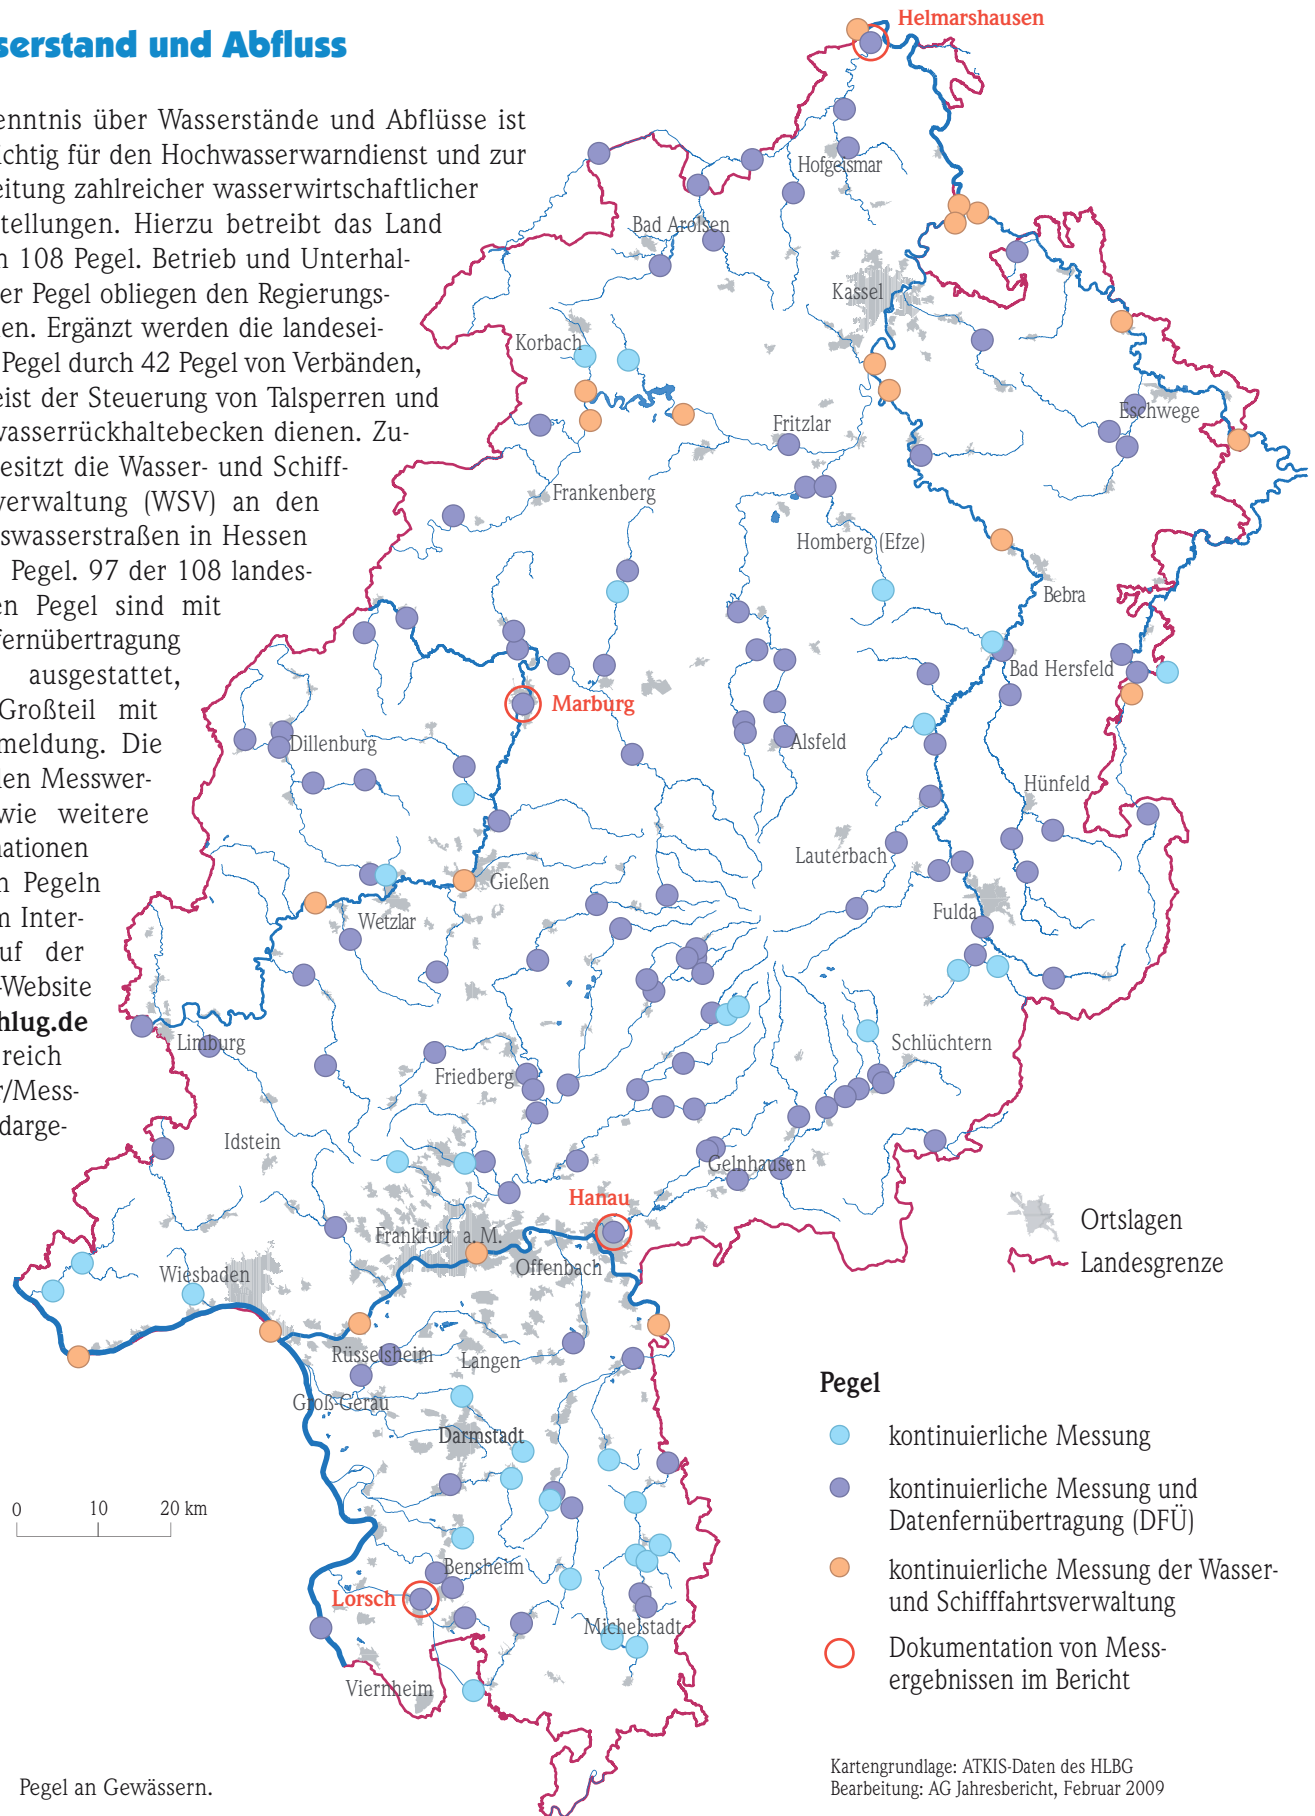 serstand und Abfluss
enntnis über Wasserstände und Abflüsse ist
ichtig für den Hochwasserwarndienst und zur
eitung zahlreicher wasserwirtschaftlicher
stellungen. Hierzu betreibt das Land
n 108 Pegel. Betrieb und Unterhal-
er Pegel obliegen den Regierungs-
en. Ergänzt werden die landesei-
Pegel durch 42 Pegel von Verbänden,
eist der Steuerung von Talsperren und
wasserrückhaltebecken dienen. Zu-
esitzt die Wasser- und Schiff-
verwaltung (WSV) an den
swasserstraßen in Hessen
Pegel. 97 der 108 landes-
en Pegel sind mit
fernübertragung
ausgestattet,
Großteil mit
meldung. Die
len Messwer-
wie weitere
nationen
n Pegeln
m Inter-
uf der
-Website
hlug.de
reich
r/Mess-
darge-
Helmarshausen
Hofgeismar
Bad Arolsen
Kassel
Korbach
Eschwege
Fritzlar
Frankenberg
Homberg (Efze)
Bebra
Bad Hersfeld
Marburg
Dillenburg
Alsfeld
Hünfeld
Lauterbach
Gießen
Wetzlar
Fulda
Limburg
Schlüchtern
Friedberg
Idstein
Gelnhausen
Hanau
Frankfurt a.M.
Offenbach
Wiesbaden
Rüsselsheim
Langen
Groß-Gerau
Darmstadt
Bensheim
Lorsch
Michelstadt
Viernheim
Ortslagen
Landesgrenze
Pegel
kontinuierliche Messung
kontinuierliche Messung und
Datenfernübertragung (DFÜ)
kontinuierliche Messung der Wasser-
und Schifffahrtsverwaltung
Dokumentation von Mess-
ergebnissen im Bericht
0 10 20 km
Pegel an Gewässern.
Kartengrundlage: ATKIS-Daten des HLBG
Bearbeitung: AG Jahresbericht, Februar 2009